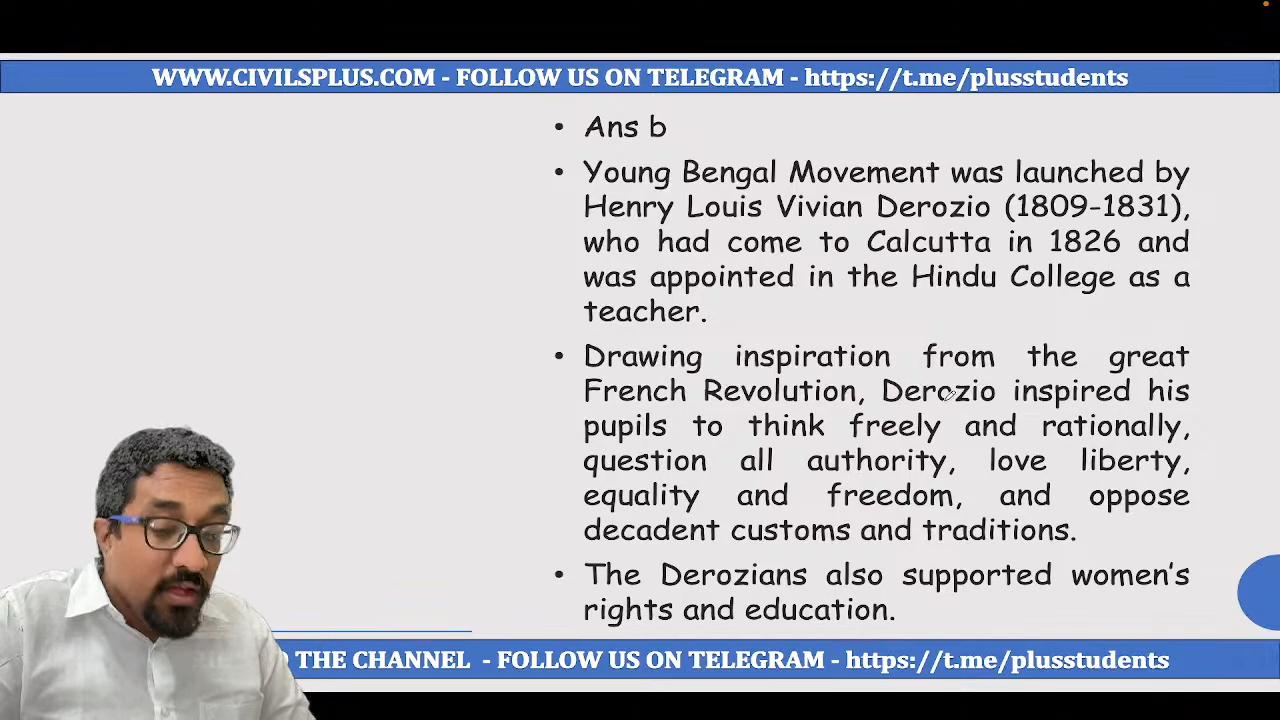 WWW.CIVILSPLUS.COM - FOLLOW US ON TELEGRAM - https://t.me/plusstudents
• Ans b
• Young Bengal Movement was launched by
Henry Louis Vivian Derozio (1809-1831),
who had come to Calcutta in 1826 and
was appointed in the Hindu College as a
teacher.
• Drawing inspiration from the great
French Revolution, Derozio inspired his
pupils to think freely and rationally,
question all authority, love liberty,
equality and freedom, and oppose
decadent customs and traditions.
• The Derozians also supported women's
rights and education.
THE CHANNEL - FOLLOW US ON TELEGRAM - https://t.me/plusstudents